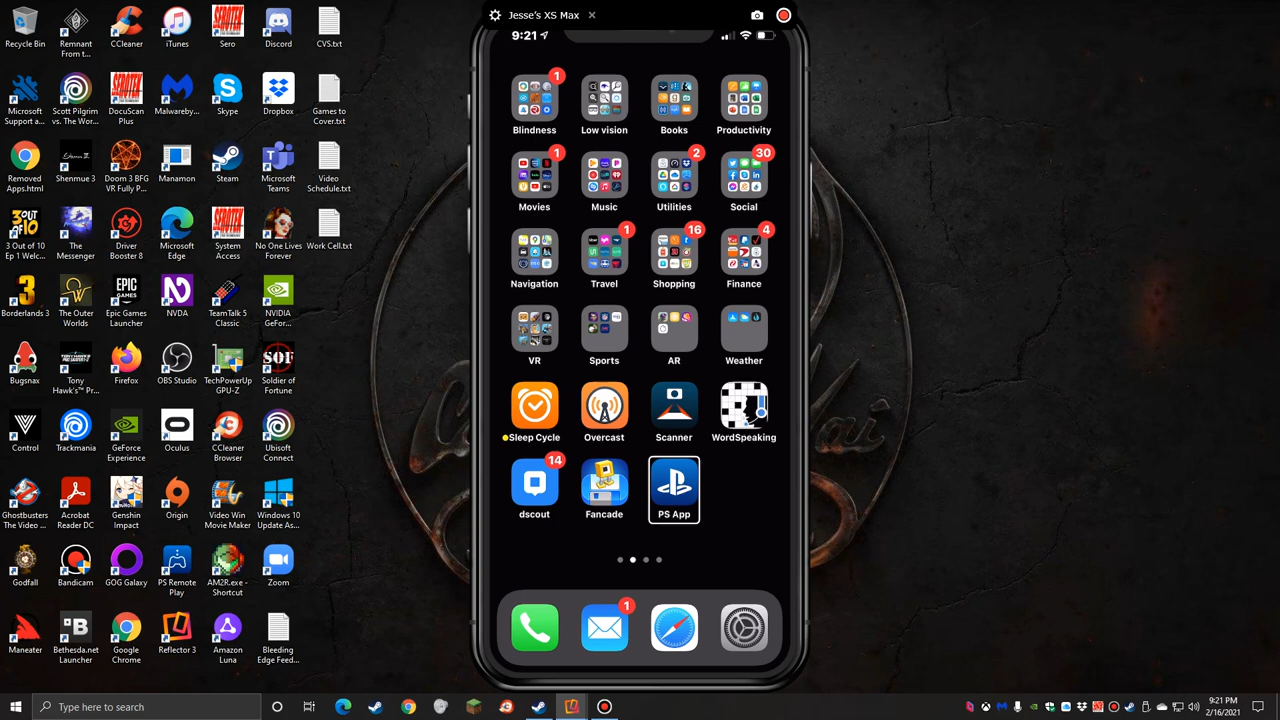 Recycle Bin
Remnant From t...
CCleaner
iTunes
Sero
Discord
CVS.txt
Microsoft Support a...
Scott Pilgrim vs. The Wor...
DocuScan Plus
Malwareby...
Skype
Dropbox
Games to Cover.txt
Removed Apps.html
Shenmue 3
Doom 3 BFG VR Fully P...
Manamon
Steam
Microsoft Teams
Video Schedule.txt
3 Out of 10 Ep 1 Welc...
The Messenger
Driver Booster 8
Microsoft Edge
System Access
No One Lives Forever
Work Cell.txt
Borderlands 3
The Outer Worlds
Epic Games Launcher
NVDA
TeamTalk 5 Classic
NVIDIA GeFor...
Bugsnax
Tony Hawk's™ Pr...
Firefox
OBS Studio
TechPowerUp GPU-Z
Soldier of Fortune
Control
Trackmania
GeForce Experience
Oculus
CCleaner Browser
Ubisoft Connect
Ghostbusters The Video ...
Acrobat Reader DC
Genshin Impact
Origin
Video Win Movie Maker
Windows 10 Update As...
Godfall
Bandicam
GOG Galaxy
PS Remote Play
AM2R.exe - Shortcut
Zoom
Maneater
Bethesda.net Launcher
Google Chrome
Reflector 3
Amazon Luna
Bleeding Edge Feed...
Jesse's XS Max
9:21
1
Blindness
Low vision
Books
Productivity
1
2
30
Movies
Music
Utilities
Social
1
16
4
Navigation
Travel
Shopping
Finance
VR
Sports
AR
Weather
Sleep Cycle
Overcast
Scanner
WordSpeaking
14
dscout
Fancade
PS App
1
Type here to search
9:21 PM
2/16/2021